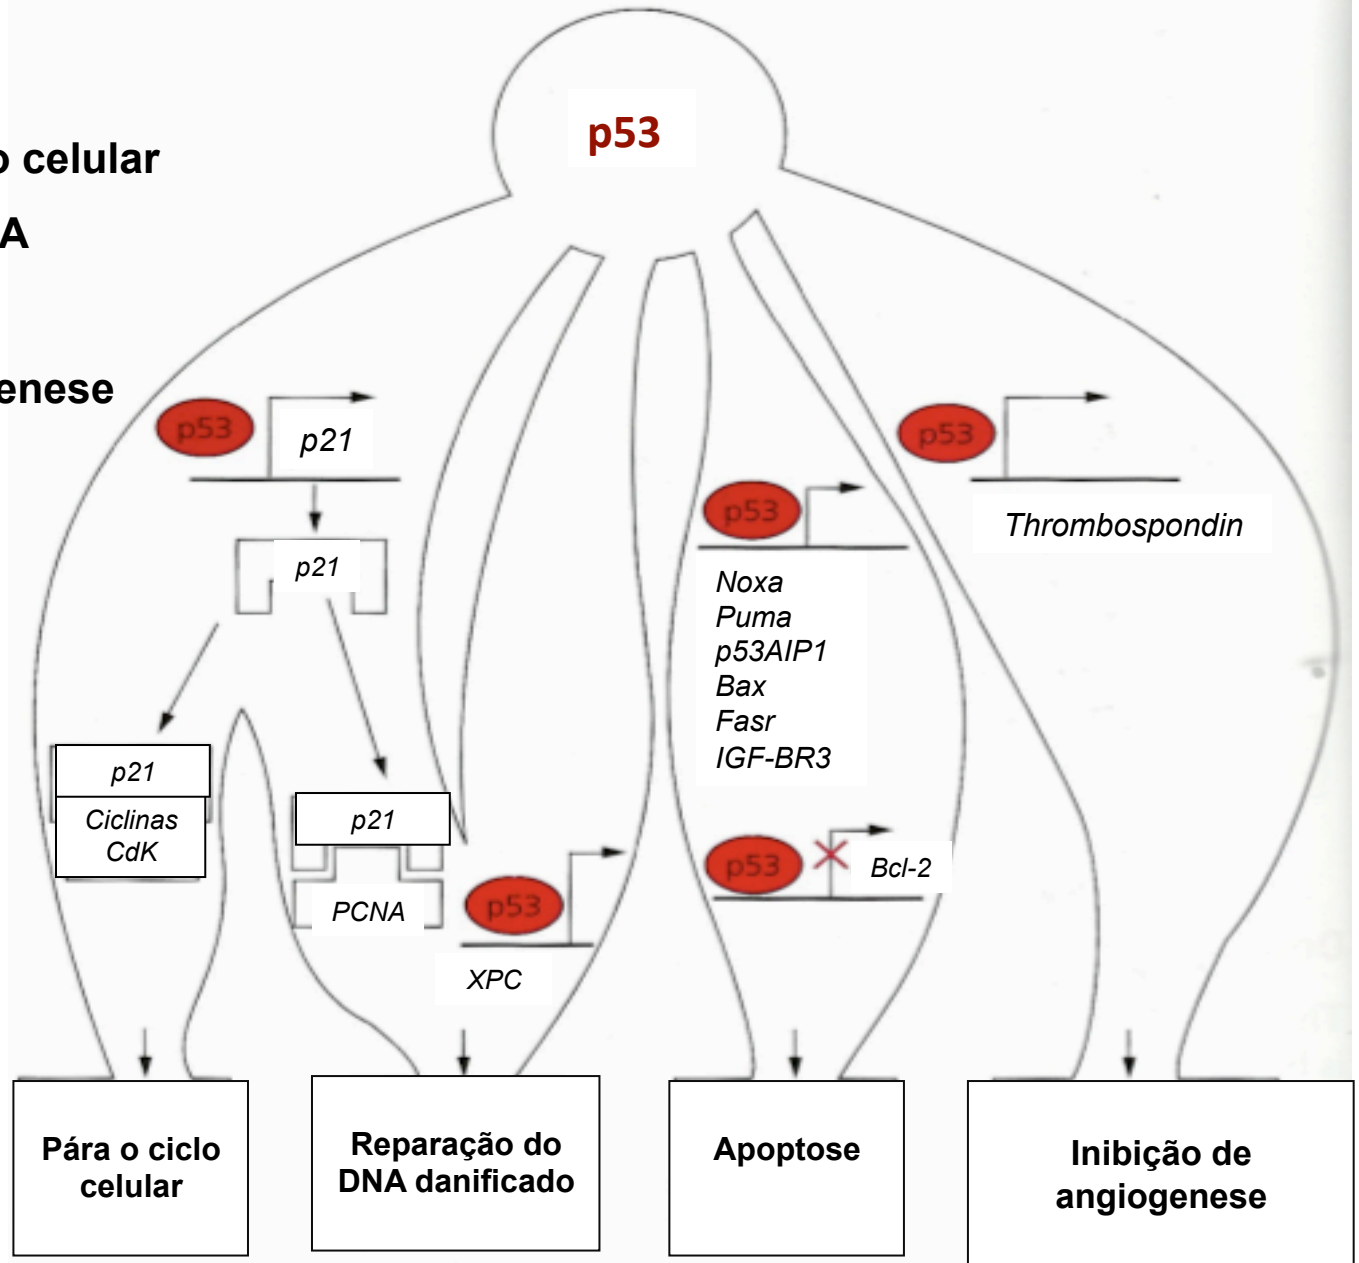 p53
o celular
A
enese
p53
p21
p21
p21
Ciclinas
CdK
p21
PCNA
p53
XPC
p53
Noxa
Puma
p53AIP1
Bax
Fasr
IGF-BR3
p53
Bcl-2
p53
Thrombospondin
Pára o ciclo
celular
Reparação do
DNA danificado
Apoptose
Inibição de
angiogenese